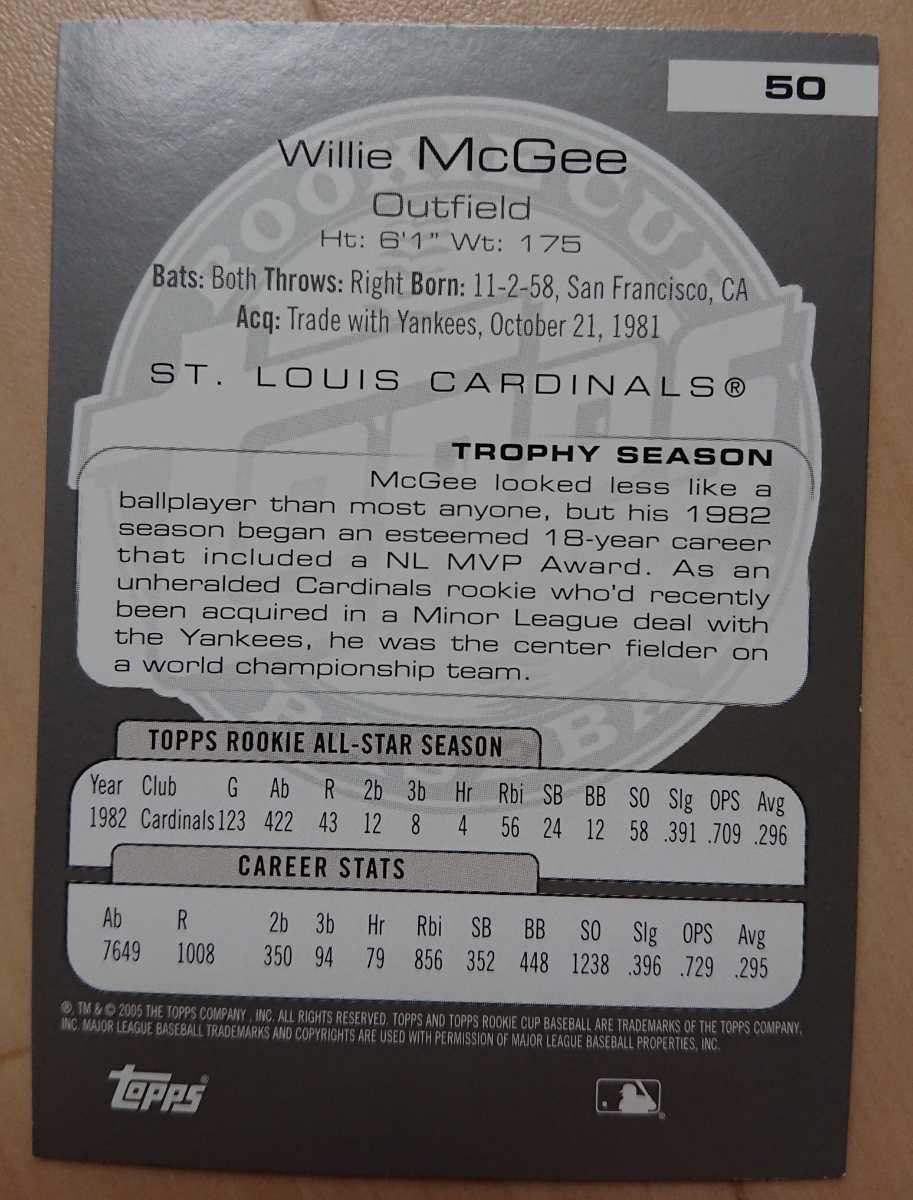 50
Willie McGee
Outfield
Ht: 6'1" Wt: 175
Bats: Both Throws: Right Born: 11-2-58, San Francisco, CA
Acq: Trade with Yankees, October 21, 1981
ST. LOUIS CARDINALS®
TROPHY SEASON
McGee looked less like a
ballplayer than most anyone, but his 1982
season began an esteemed 18-year career
that included a NL MVP Award. As an
unheralded Cardinals rookie who'd recently
been acquired in a Minor League deal with
the Yankees, he was the center fielder on
a world championship team.
TOPPS ROOKIE ALL-STAR SEASON
Year Club G Ab R 2b 3b Hr Rbi SB BB SO Slg OPS Avg
1982 Cardinals 123 422 43 12 8 4 56 24 12 58 .391 .709 .296
CAREER STATS
Ab R 2b 3b Hr Rbi SB BB SO Slg OPS Avg
7649 1008 350 94 79 856 352 448 1238 .396 .729 .295
®, TM & © 2005 THE TOPPS COMPANY, INC. ALL RIGHTS RESERVED. TOPPS AND TOPPS ROOKIE CUP BASEBALL ARE TRADEMARKS OF THE TOPPS COMPANY,
INC. MAJOR LEAGUE BASEBALL TRADEMARKS AND COPYRIGHTS ARE USED WITH PERMISSION OF MAJOR LEAGUE BASEBALL PROPERTIES, INC.
TOPPS®
ROOKIE CUP
TOPPS
BASEBALL